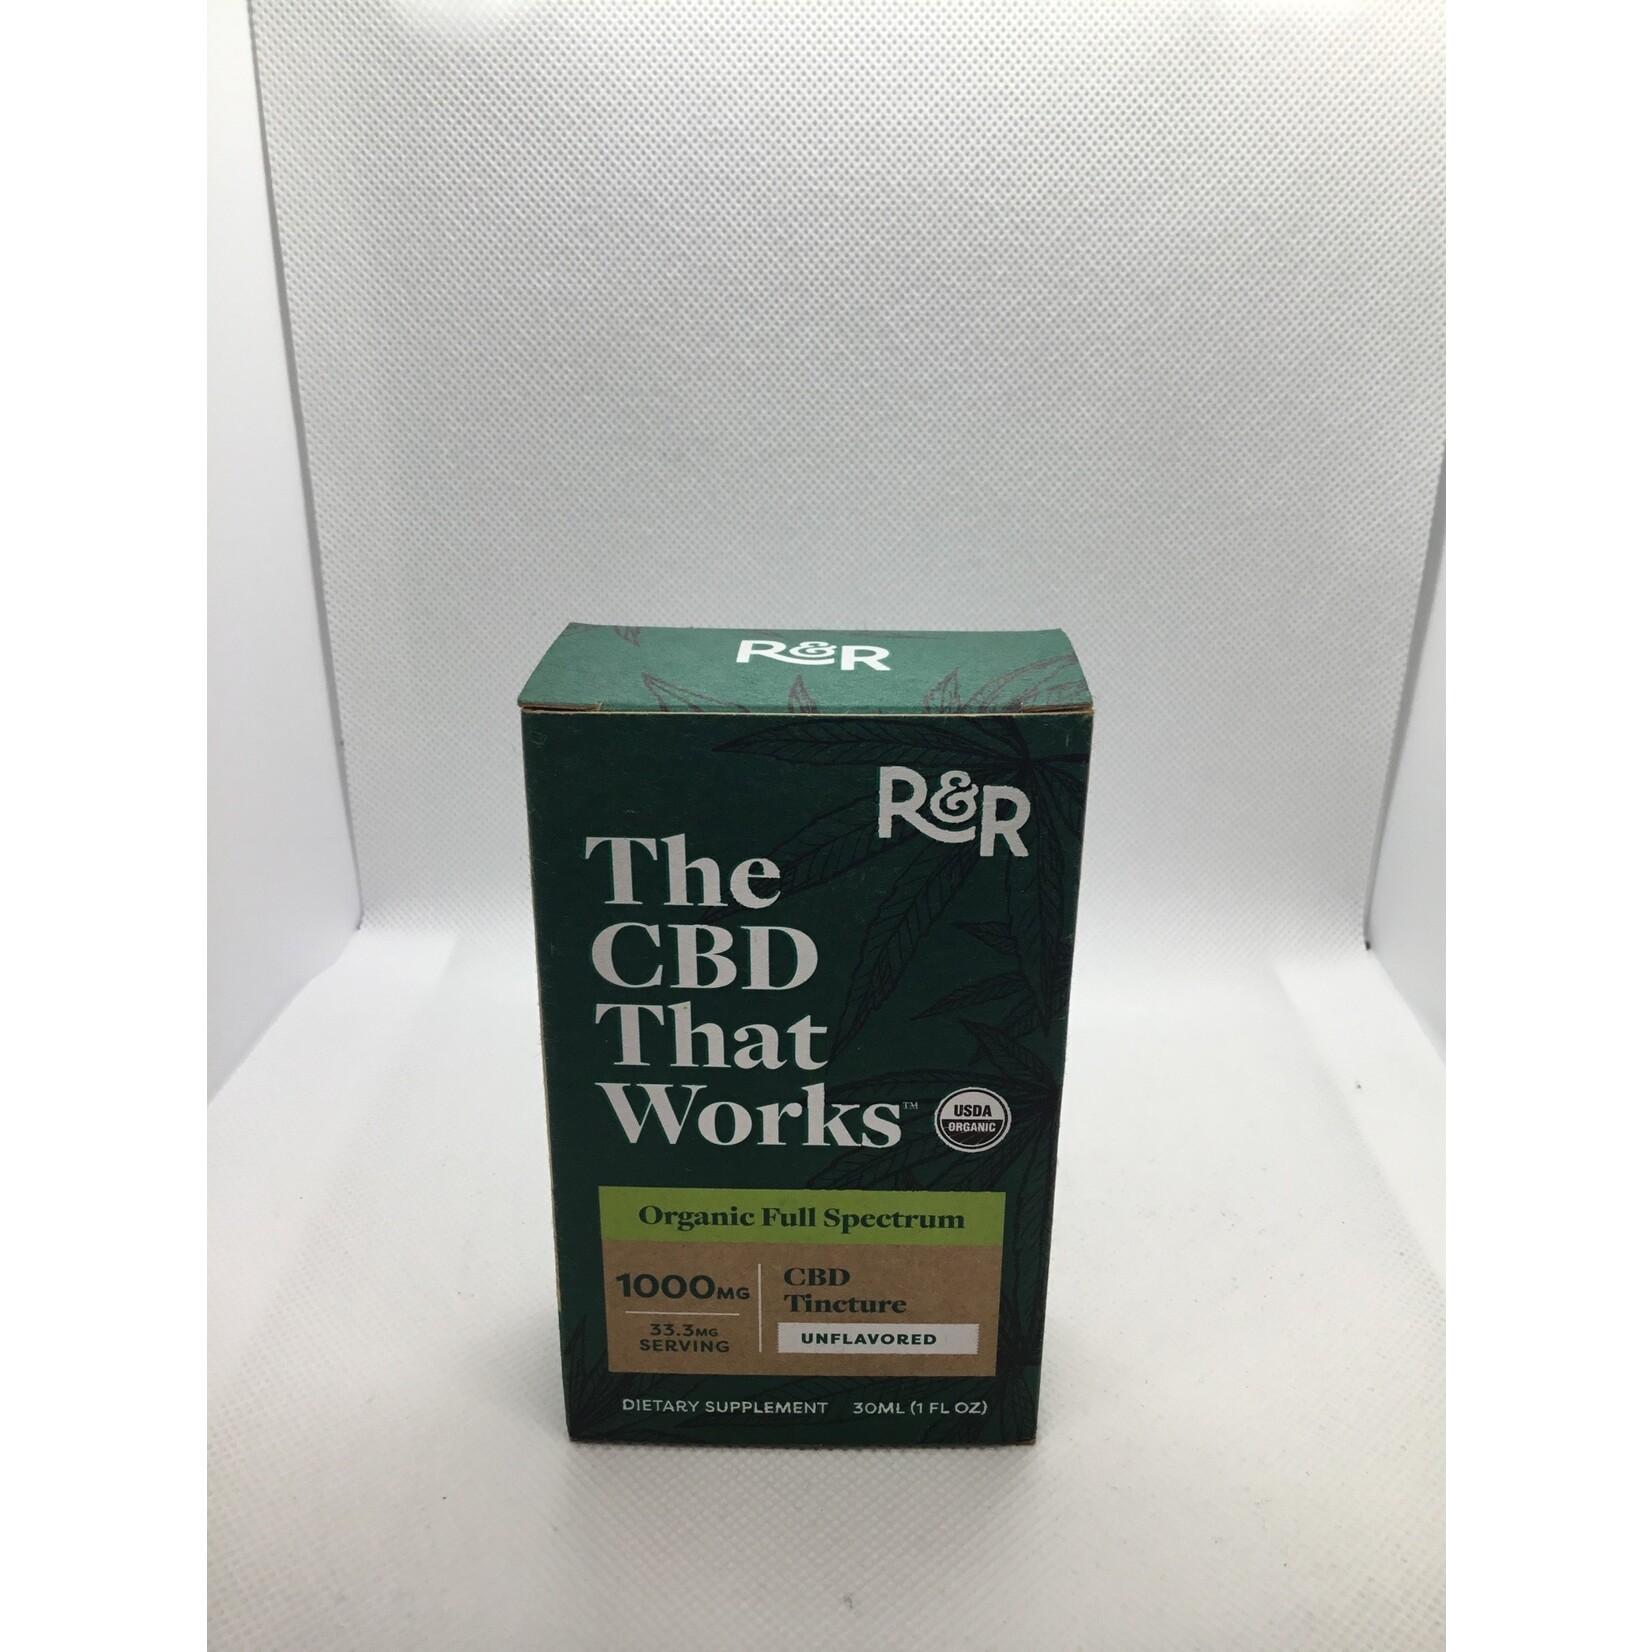 R&R
R&R
The
CBD
That
Works™
USDA
ORGANIC
Organic Full Spectrum
1000MG
33.3MG
SERVING
CBD
Tincture
UNFLAVORED
DIETARY SUPPLEMENT 30ML (1 FL OZ)